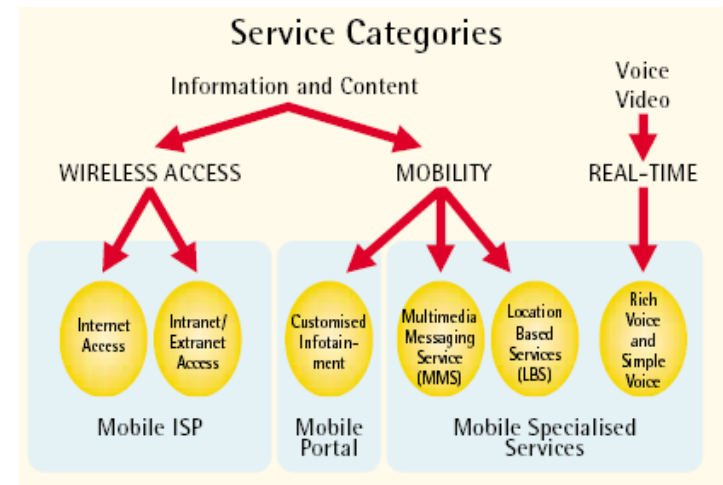 Service Categories
Information and Content
Voice
Video
WIRELESS ACCESS
MOBILITY
REAL-TIME
Internet
Access
Intranet/
Extranet
Access
Customised
Infotain-
ment
Multimedia
Messaging
Service
(MMS)
Location
Based
Services
(LBS)
Rich
Voice
and
Simple
Voice
Mobile ISP
Mobile
Portal
Mobile Specialised
Services